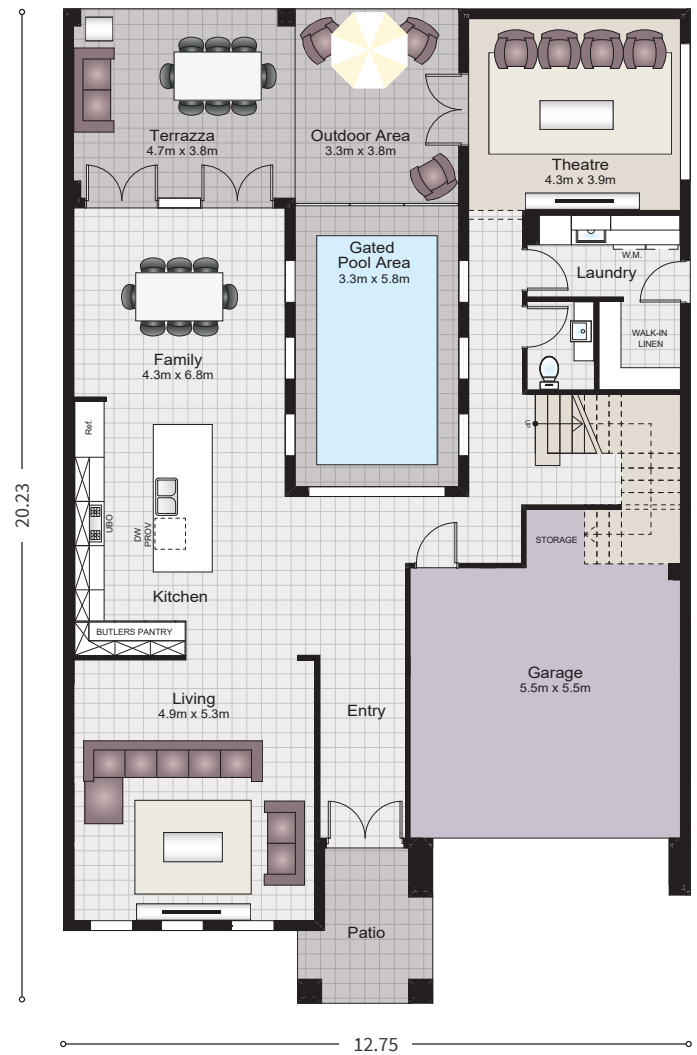 Terrazza
4.7m x 3.8m
Outdoor Area
3.3m x 3.8m
Theatre
4.3m x 3.9m
Gated
Pool Area
3.3m x 5.8m
W.M.
Laundry
WALK-IN
LINEN
Family
4.3m x 6.8m
Ref.
UP
UBO
DW
PROV
STORAGE
Kitchen
BUTLERS PANTRY
Garage
5.5m x 5.5m
Living
4.9m x 5.3m
Entry
Patio
20.23
12.75